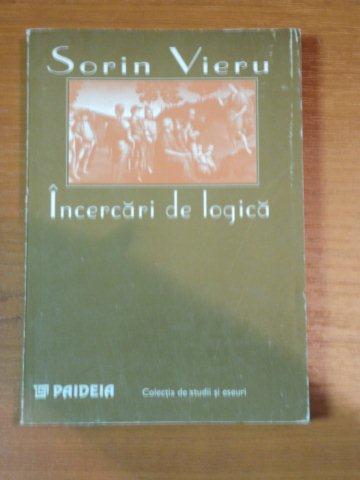 Sorin Vieru
Încercări de logică
PAIDEIA
Colecția de studii și eseuri